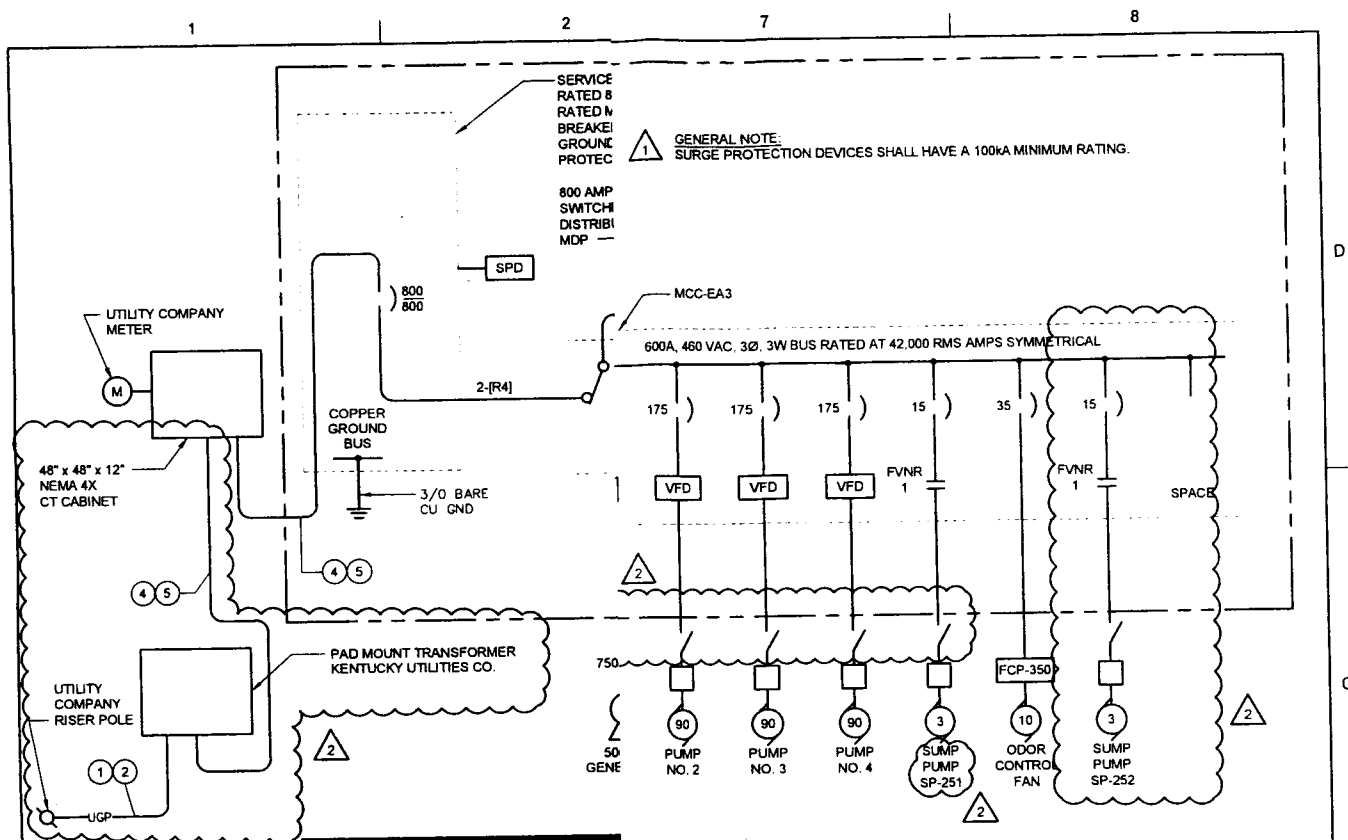 1
2
7
8
SERVICE
RATED 8
RATED M
BREAKE
GROUND
PROTEC
1
GENERAL NOTE:
SURGE PROTECTION DEVICES SHALL HAVE A 100kA MINIMUM RATING.
800 AMP
SWITCH
DISTRIBU
MDP
D
SPD
800
800
MCC-EA3
UTILITY COMPANY
METER
600A, 460 VAC, 3Ø, 3W BUS RATED AT 42,000 RMS AMPS SYMMETRICAL
M
2-[R4]
175
175
175
15
35
15
COPPER
GROUND
BUS
48" x 48" x 12"
NEMA 4X
CT CABINET
3/0 BARE
CU GND
VFD
VFD
VFD
FVNR
1
FVNR
1
SPACE
4 5
4 5
2
PAD MOUNT TRANSFORMER
KENTUCKY UTILITIES CO.
750
FCP-350
C
UTILITY
COMPANY
RISER POLE
2
90
90
90
3
10
3
2
50
GENE
PUMP
NO. 2
PUMP
NO. 3
PUMP
NO. 4
SUMP
PUMP
SP-251
ODOR
CONTROL
FAN
SUMP
PUMP
SP-252
1 2
2
UGP